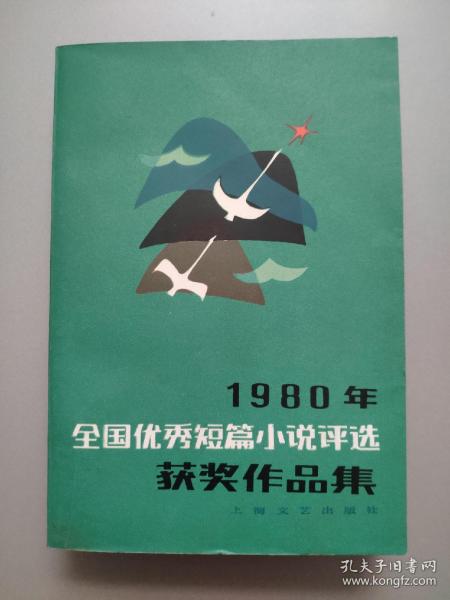 1980年
全国优秀短篇小说评选
获奖作品集
上海文艺出版社
孔夫子旧书网
www.kongfz.com